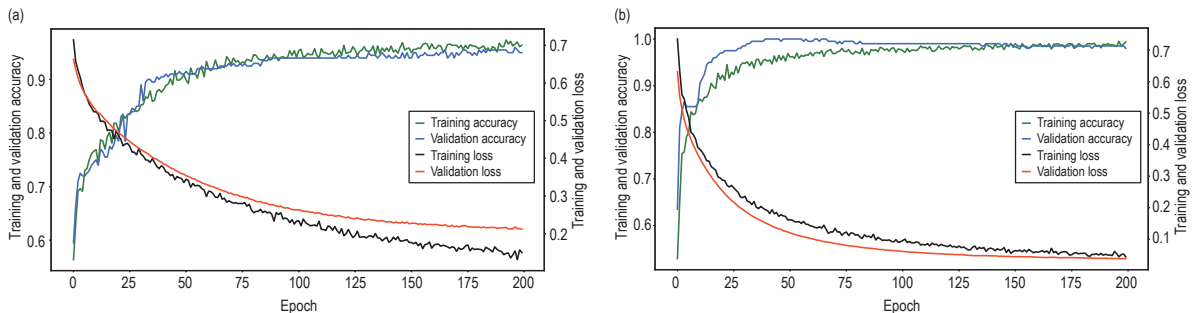 (a)
Training and validation accuracy
0.9
0.8
0.7
0.6
0.7
0.6
0.5
0.4
0.3
0.2
Training and validation loss
Training accuracy
Validation accuracy
Training loss
Validation loss
0 25 50 75 100 125 150 175 200
Epoch
(b)
Training and validation accuracy
1.0
0.9
0.8
0.7
0.6
0.7
0.6
0.5
0.4
0.3
0.2
0.1
Training and validation loss
Training accuracy
Validation accuracy
Training loss
Validation loss
0 25 50 75 100 125 150 175 200
Epoch